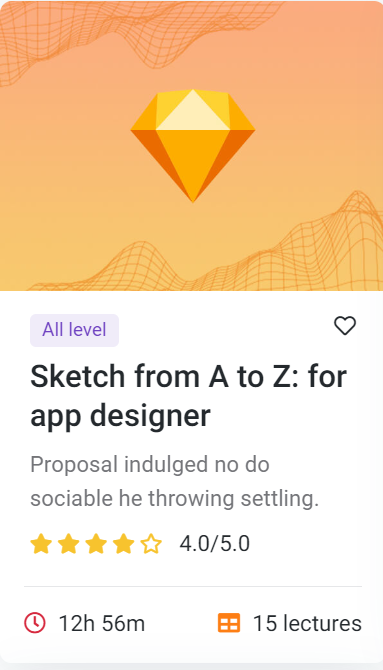 All level
Sketch from A to Z: for
app designer
Proposal indulged no do
sociable he throwing settling.
4.0/5.0
12h 56m
15 lectures